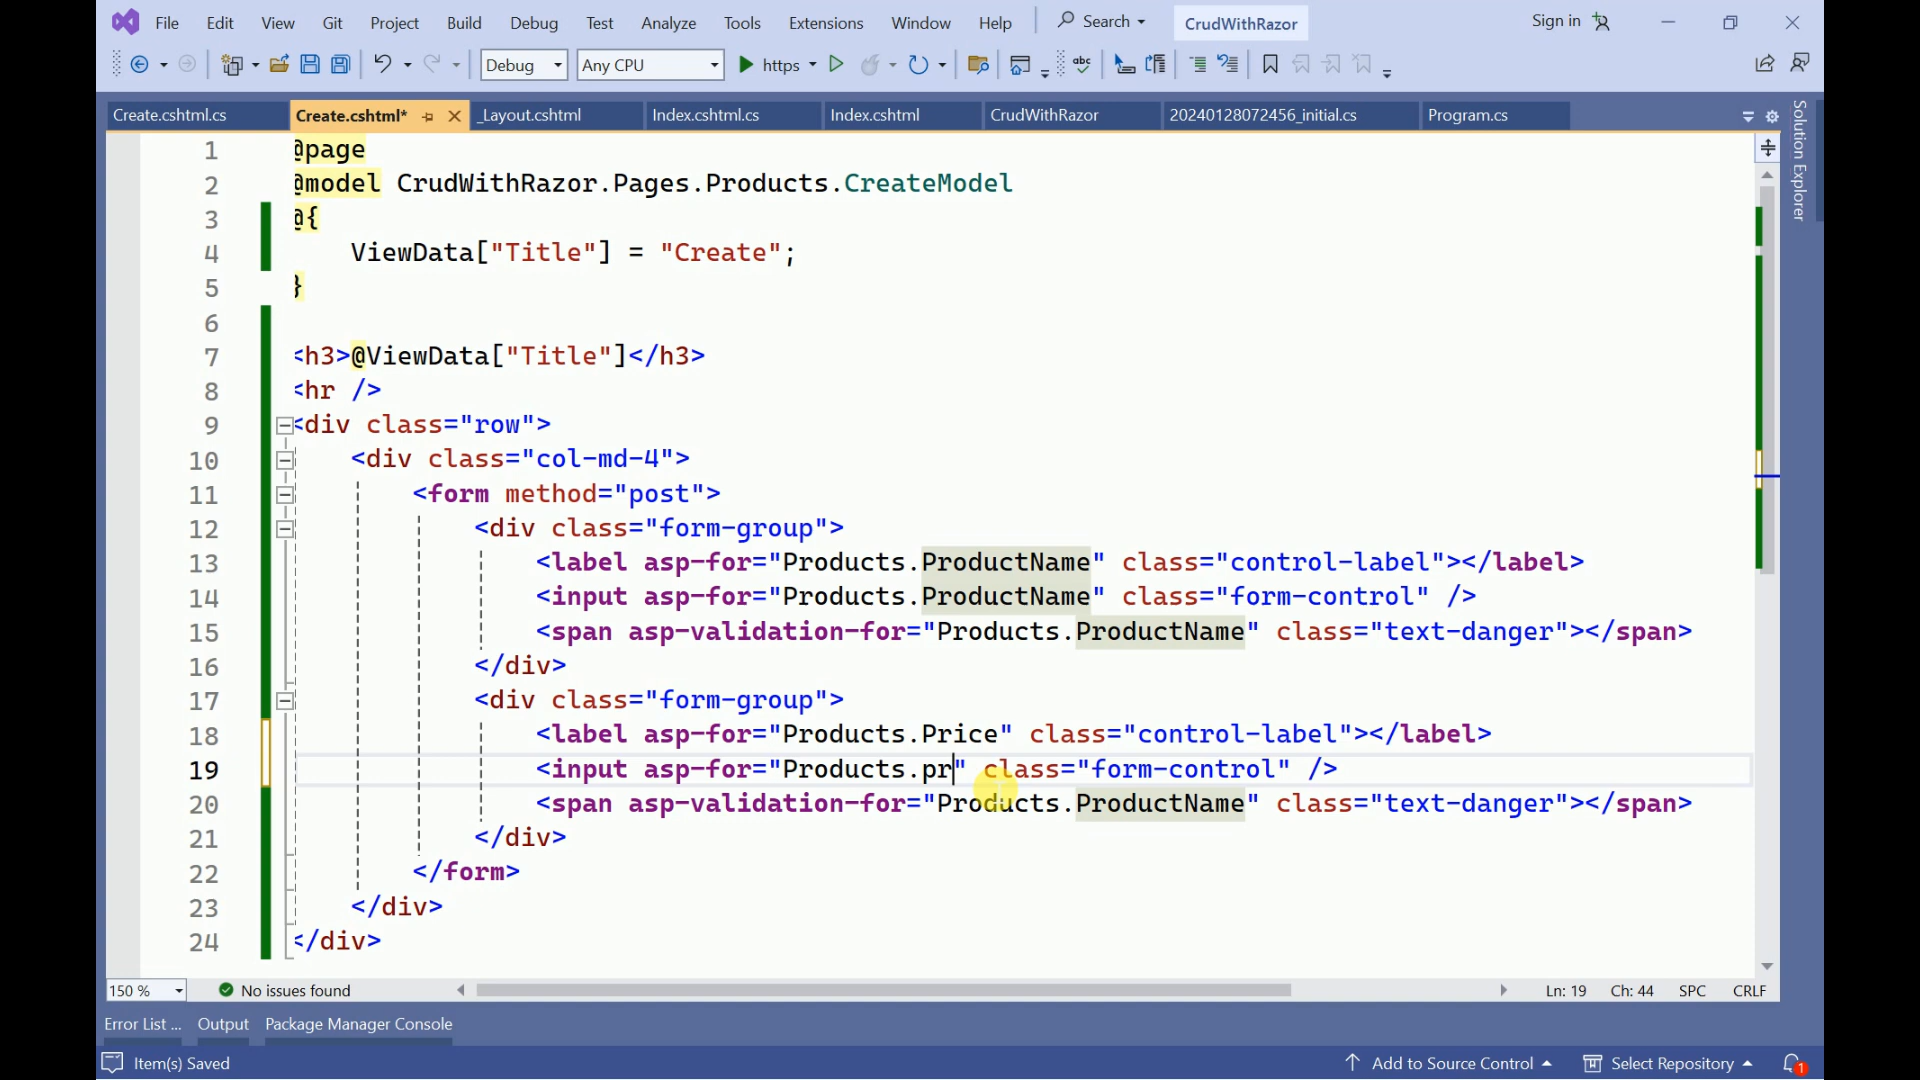 File Edit View Git Project Build Debug Test Analyze Tools Extensions Window Help Search CrudWithRazor Sign in
Debug Any CPU https abc
Create.cshtml.cs Create.cshtml* _Layout.cshtml Index.cshtml.cs Index.cshtml CrudWithRazor 20240128072456_initial.cs Program.cs
Solution Explorer
1 @page
2 @model CrudWithRazor.Pages.Products.CreateModel
3 @{
4 ViewData["Title"] = "Create";
5 }
6
7 <h3>@ViewData["Title"]</h3>
8 <hr />
9 <div class="row">
10 <div class="col-md-4">
11 <form method="post">
12 <div class="form-group">
13 <label asp-for="Products.ProductName" class="control-label"></label>
14 <input asp-for="Products.ProductName" class="form-control" />
15 <span asp-validation-for="Products.ProductName" class="text-danger"></span>
16 </div>
17 <div class="form-group">
18 <label asp-for="Products.Price" class="control-label"></label>
19 <input asp-for="Products.pr" class="form-control" />
20 <span asp-validation-for="Products.ProductName" class="text-danger"></span>
21 </div>
22 </form>
23 </div>
24 </div>
150 % No issues found Ln: 19 Ch: 44 SPC CRLF
Error List ... Output Package Manager Console
Item(s) Saved Add to Source Control Select Repository 1